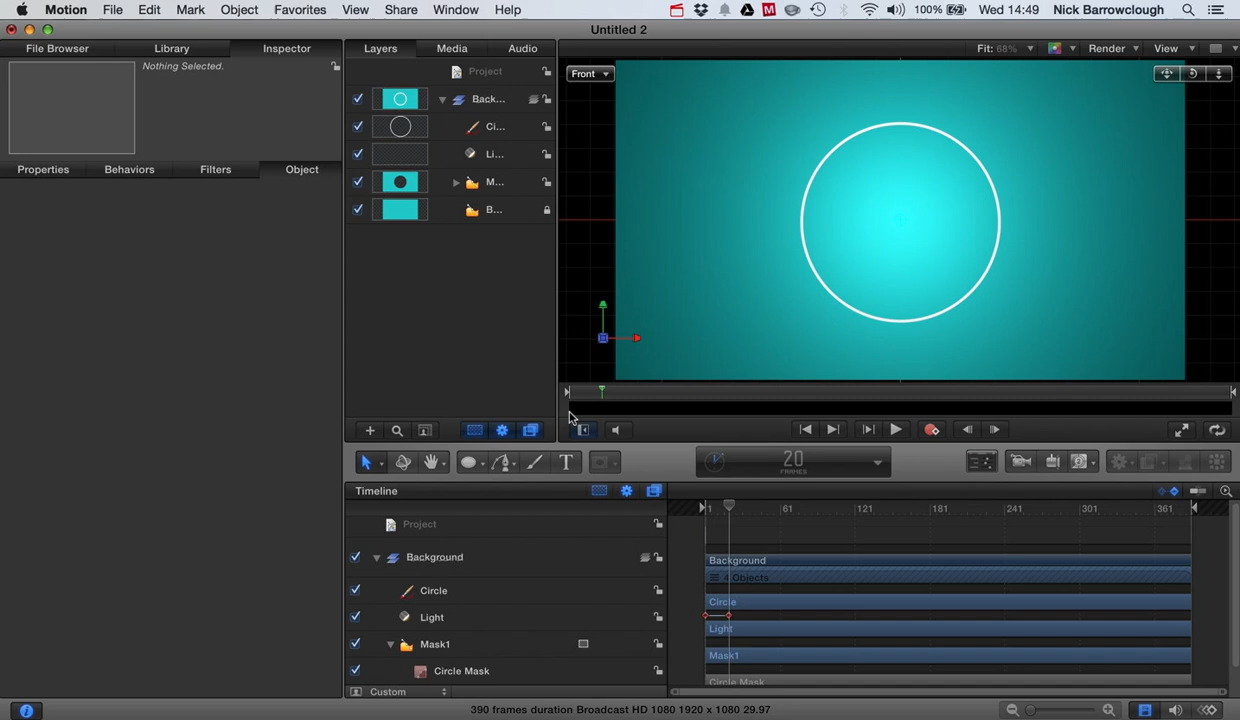 Motion File Edit Mark Object Favorites View Share Window Help 100% Wed 14:49 Nick Barrowclough
Untitled 2
File Browser Library Inspector Layers Media Audio Fit: 68% Render View
Nothing Selected.
Project
Front
Back...
Ci...
Li...
M...
B...
Properties Behaviors Filters Object
T 20
FRAMES
Timeline
1 61 121 181 241 301 361
Project
Background
Background
4 Objects
Circle
Circle
Light
Light
Mask1
Mask1
Circle Mask
Circle Mask
Custom
390 frames duration Broadcast HD 1080 1920 x 1080 29.97